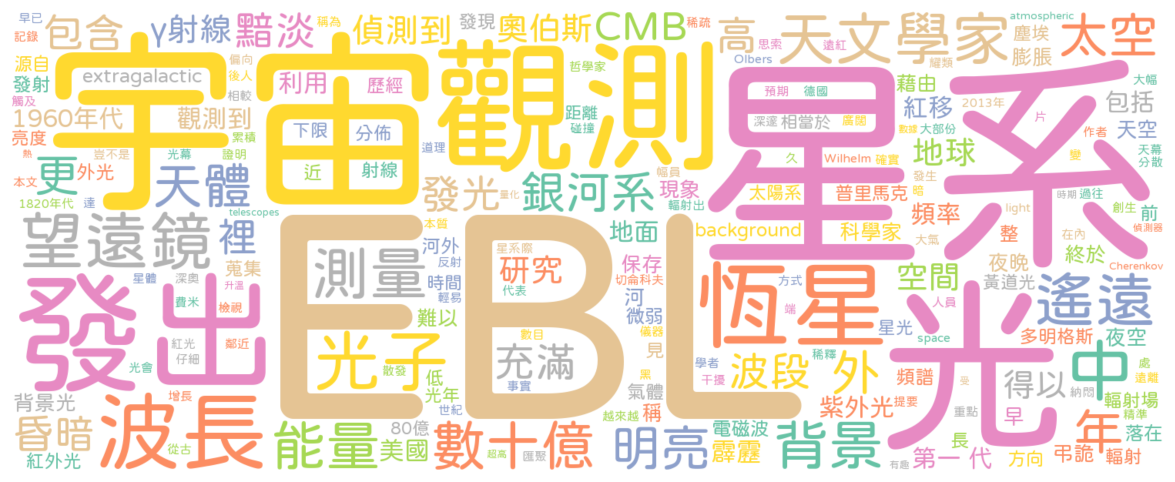 宇宙
觀測
星系
EBL
光
發出
恆星
波長
望遠鏡
天文學家
光子
測量
數十億
能量
背景
明亮
遙遠
中
年
外
天體
裡
更
昏暗
充滿
研究
波段
得以
空間
地球
銀河系
發光
地面
CMB
高
太空
奧伯斯
偵測到
黯淡
γ射線
包含
早已
記錄
稱為
發現
稀疏
思索
Olbers
遠紅
耀類
塵埃
膨脹
atmospheric
源自
發射
偏向
後人
extragalactic
利用
歷經
哲學家
預期
德國
藉由
紅移
2013年
包括
大幅
觸及
相較
1960年代
觀測到
累積
下限
分佈
距離
碰撞
道理
深邃
相當於
廣闊
數據
大部份
片
作者
天空
亮度
熱
本文
外光
豈不是
光幕
證明
近
射線
幅員
量化
現象
久
Wilhelm
確實
變
天幕
分散
1820年代
達
telescopes
太陽系
普里馬克
輻射出
發生
暗
時期
過往
創生
前
偵測器
頻率
light
本質
background
科學家
整
大氣
在內
終於
河外
反射
星系際
代表
保存
切侖科夫
夜晚
黃道光
Cherenkov
蒐集
星體
深奧
升溫
費米
檢視
時間
輕易
河
微弱
儀器
方式
端
星光
人員
space
多明格斯
夜空
紅光
仔細
鄰近
光會
難以
數目
散發
低
光年
事實
世紀
見
黑
學者
干擾
稀釋
頻譜
處
遠離
納悶
輻射場
精準
背景光
增長
氣體
越來越
稱
紫外光
提要
受
重點
早
長
落在
紅外光
從古
80億
美國
超高
匯聚
電磁波
霹靂
有趣
第一代
方向
弔詭
輻射